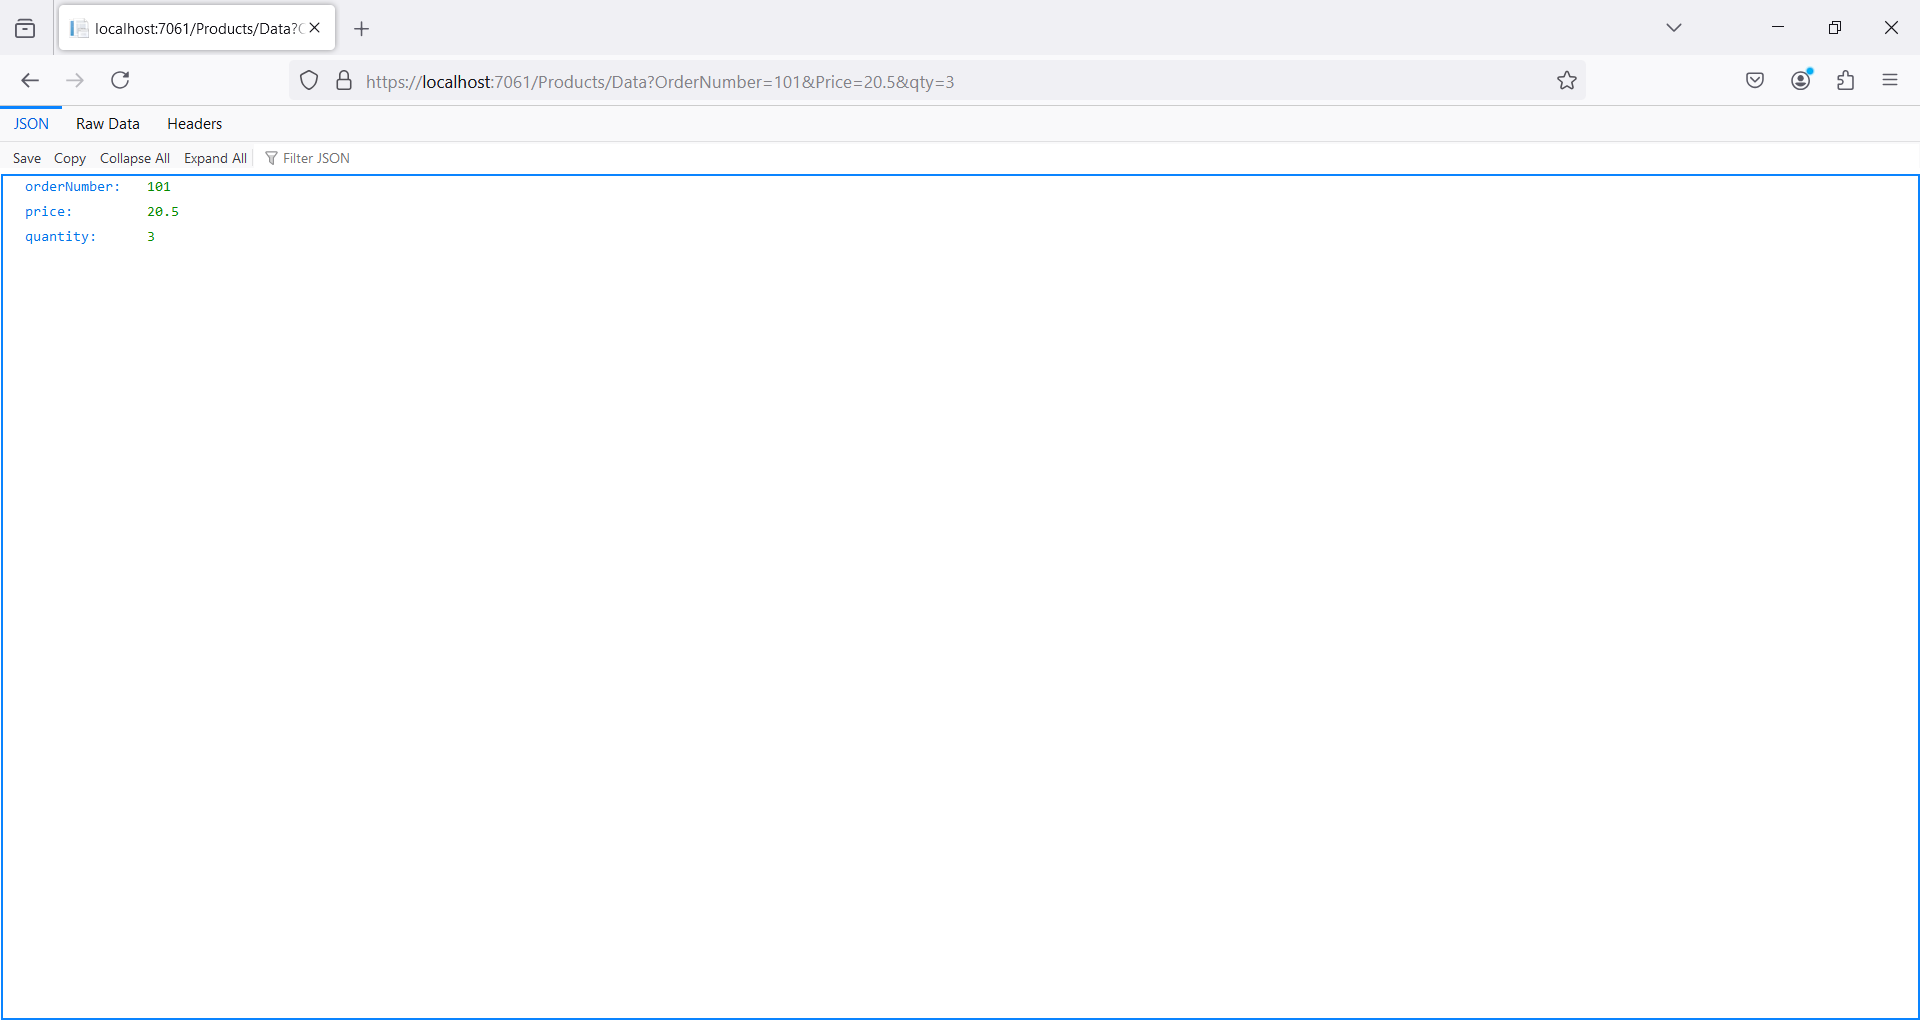 localhost:7061/Products/Data?
https://localhost:7061/Products/Data?OrderNumber=101&Price=20.5&qty=3
JSON Raw Data Headers
Save Copy Collapse All Expand All Filter JSON
orderNumber: 101
price: 20.5
quantity: 3